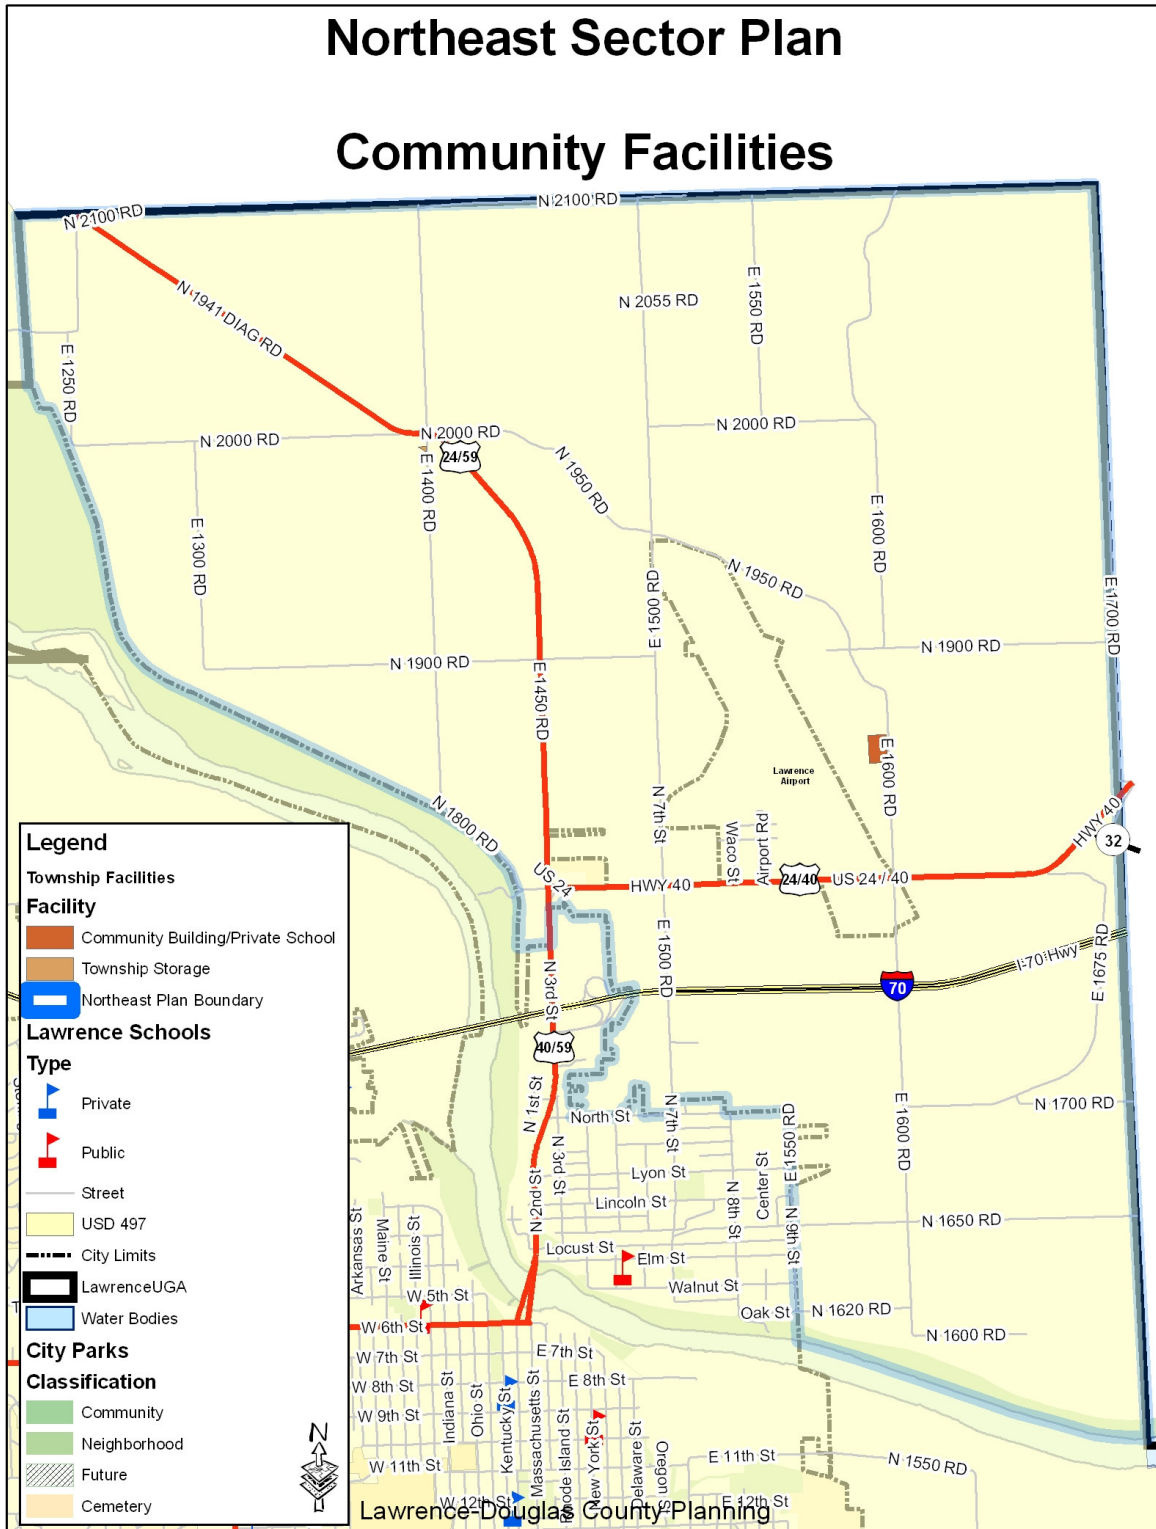 Northeast Sector Plan
Community Facilities
N 2100 RD
N 2100 RD
N 1941 DIAG RD
N 2055 RD
E 1550 RD
E 1250 RD
N 2000 RD
N 2000 RD
N 2000 RD
24/59
E 1400 RD
N 1950 RD
E 1300 RD
E 1600 RD
N 1950 RD
E 1500 RD
E 1700 RD
N 1900 RD
N 1900 RD
E 1450 RD
Lawrence
Airport
E 1600 RD
N 1800 RD
N 7th St
Waco St
Airport Rd
HWY 40
32
US 24
HWY 40
24/40
US 24 / 40
E 1500 RD
I-70 Hwy
E 1675 RD
N 3rd St
70
40/59
N 1st St
North St
N 7th St
E 1550 RD
E 1600 RD
N 1700 RD
N 3rd St
Lyon St
Center St
N 2nd St
Lincoln St
N 8th St
N 9th St
N 1650 RD
Locust St
Elm St
Walnut St
Oak St
N 1620 RD
N 1600 RD
Arkansas St
Maine St
Illinois St
W 5th St
W 6th St
W 7th St
E 7th St
W 8th St
E 8th St
W 9th St
Indiana St
Ohio St
Kentucky St
Massachusetts St
Rhode Island St
New York St
Delaware St
Oregon St
W 11th St
E 11th St
N 1550 RD
W 12th St
E 12th St
Legend
Township Facilities
Facility
Community Building/Private School
Township Storage
Northeast Plan Boundary
Lawrence Schools
Type
Private
Public
Street
USD 497
City Limits
LawrenceUGA
Water Bodies
City Parks
Classification
Community
Neighborhood
Future
Cemetery
N
Lawrence-Douglas County Planning